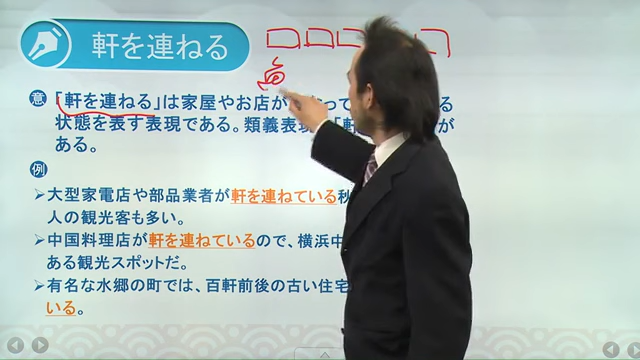 軒を連ねる
意 「軒を連ねる」は家屋やお店が
状態を表す表現である。類義表現
がある。
例
➢大型家電店や部品業者が軒を連ねている秋
人の観光客も多い。
➢中国料理店が軒を連ねているので、横浜中
ある観光スポットだ。
➢有名な水郷の町では、百軒前後の古い住宅
いる。